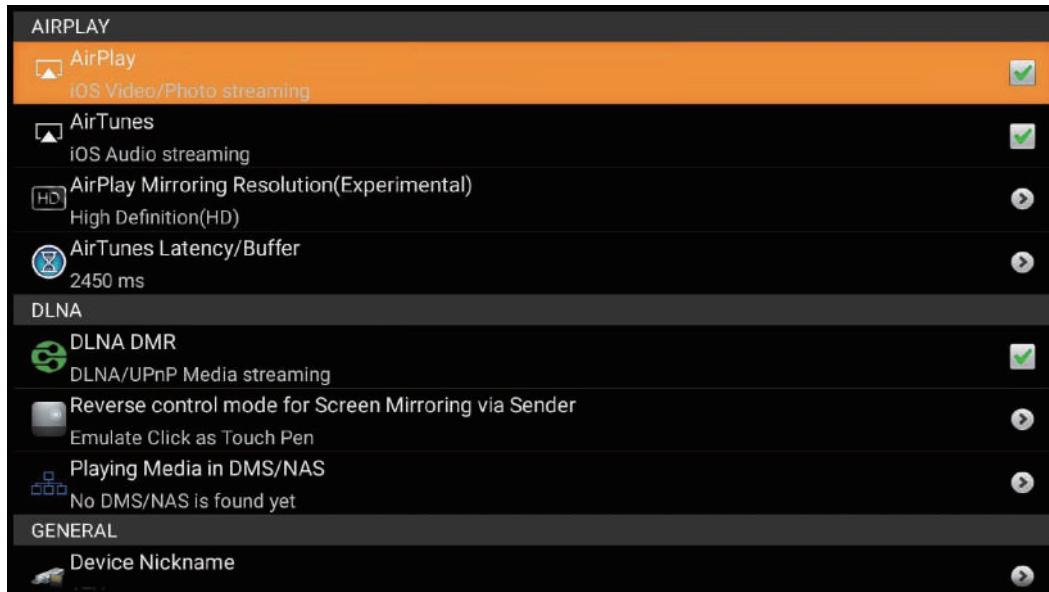 AIRPLAY
AirPlay
iOS Video/Photo streaming
AirTunes
iOS Audio streaming
HD
AirPlay Mirroring Resolution(Experimental)
High Definition(HD)
AirTunes Latency/Buffer
2450 ms
DLNA
DLNA DMR
DLNA/UPnP Media streaming
Reverse control mode for Screen Mirroring via Sender
Emulate Click as Touch Pen
Playing Media in DMS/NAS
No DMS/NAS is found yet
GENERAL
Device Nickname